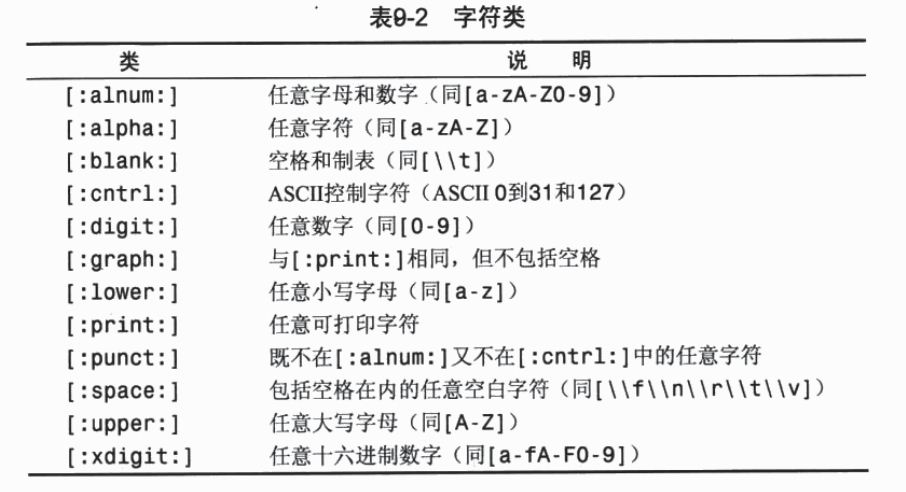 表9-2 字符类
类 说 明
[:alnum:] 任意字母和数字（同[a-zA-Z0-9]）
[:alpha:] 任意字符（同[a-zA-Z]）
[:blank:] 空格和制表（同[\\t]）
[:cntrl:] ASCII控制字符（ASCII 0到31和127）
[:digit:] 任意数字（同[0-9]）
[:graph:] 与[:print:]相同，但不包括空格
[:lower:] 任意小写字母（同[a-z]）
[:print:] 任意可打印字符
[:punct:] 既不在[:alnum:]又不在[:cntrl:]中的任意字符
[:space:] 包括空格在内的任意空白字符（同[\\f\\n\\r\\t\\v]）
[:upper:] 任意大写字母（同[A-Z]）
[:xdigit:] 任意十六进制数字（同[a-fA-F0-9]）